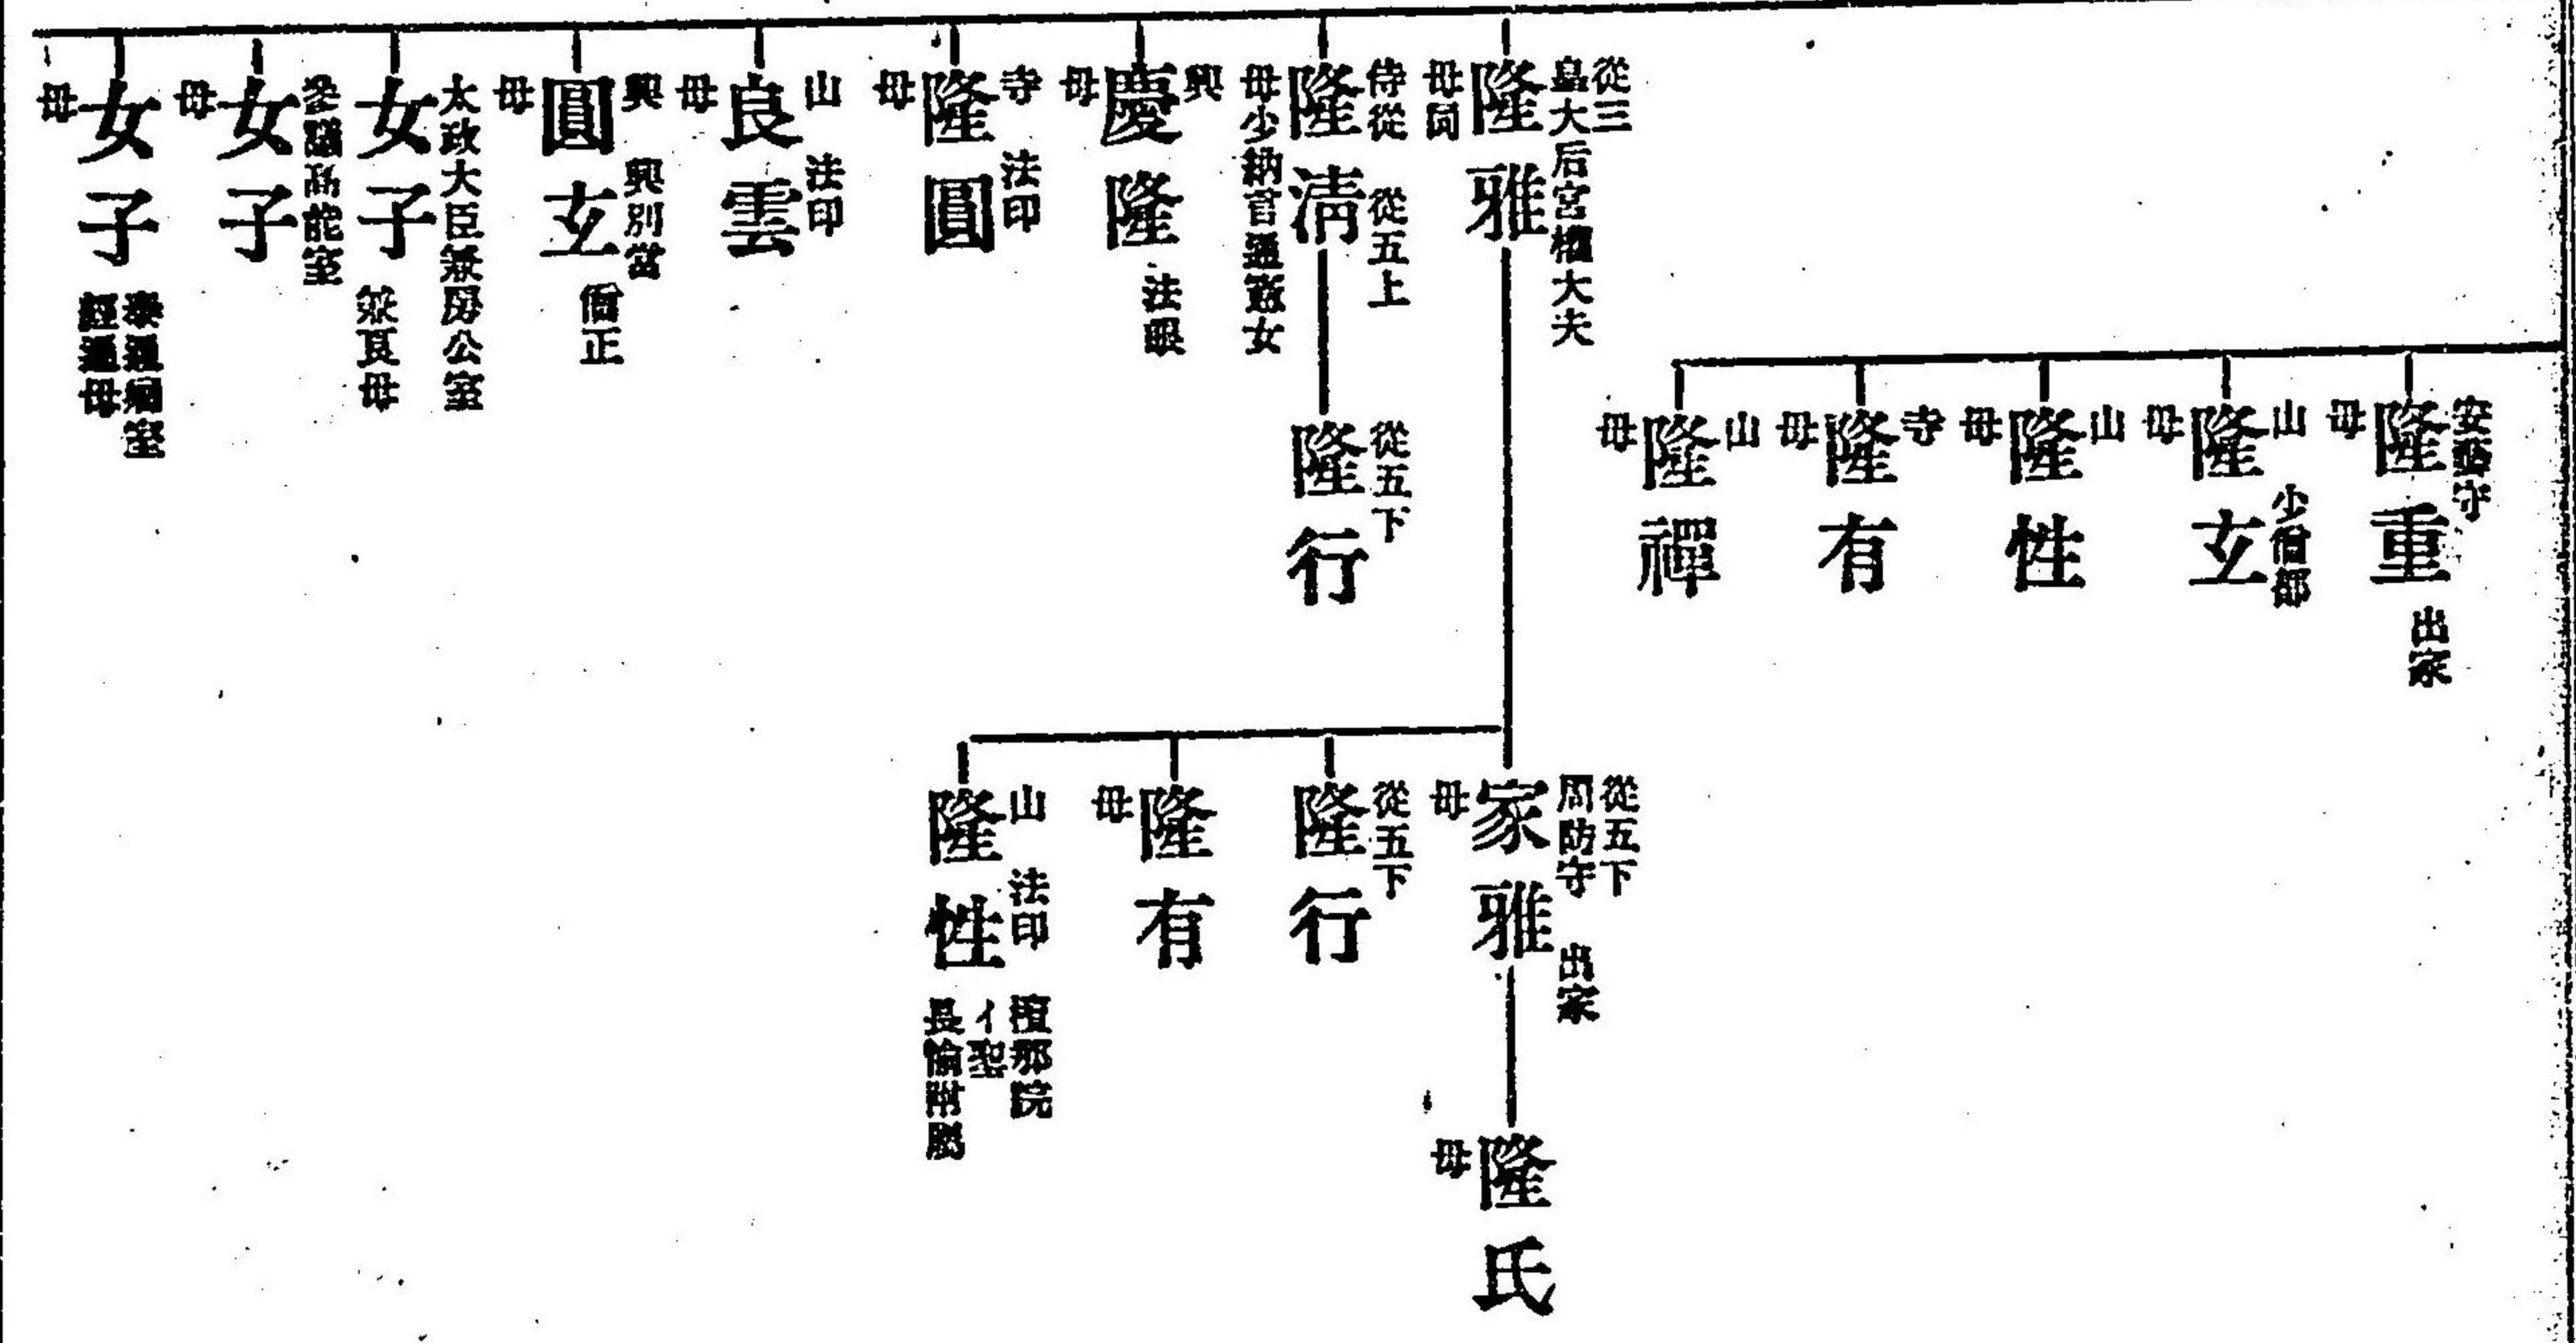 從三
皇大后宮權大夫
隆雅
母同
侍從 從五上
隆淸
母少納言通憲女
興
慶隆 法眼
母
寺 法印
隆圓
母
山 法印
良雲
母
興 興別當
圓玄 僧正
母
太政大臣兼房公室
女子 兼良母
參議高能室
女子
母
女子
泰通卿室
經通母
母
安藝守
隆重 出家
母
山 少僧都
隆玄
母
山
隆性
母
寺
隆有
母
山
隆禪
母
從五下
隆行
從五下
周防守 出家
家雅
母
從五下
隆行
隆有
母
山 法印 檀那院
隆性
イ聖
長諭附屬
隆氏
母